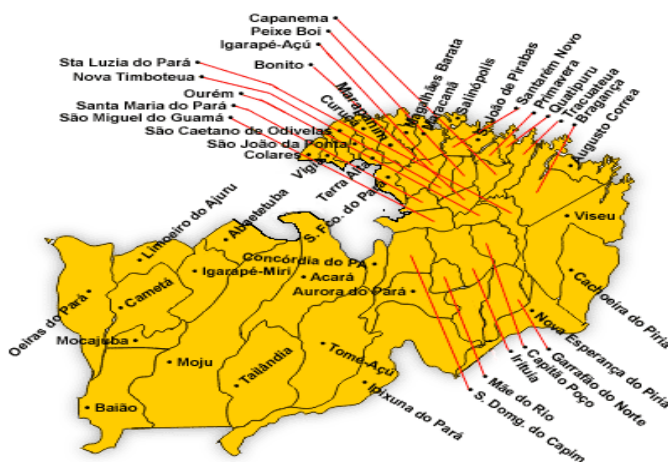 Capanema
Peixe Boi
Igarapé-Açú
Bonito
Sta Luzia do Pará
Nova Timboteua
Ourém
Santa Maria do Pará
São Miguel do Guamá
São Caetano de Odivelas
São João da Ponta
Colares
Vigia
Terra Alta
S. Fco. do Pará
Curuçá
Marapanim
Magalhães Barata
Maracanã
Salinópolis
S. João de Pirabas
Santarém Novo
Primavera
Quatipuru
Tracuateua
Bragança
Augusto Correa
Viseu
Cachoeira do Piriá
Nova Esperança do Piriá
Garrafão do Norte
Capitão Poço
Irituia
Mãe do Rio
S. Domg. do Capim
Limoeiro do Ajuru
Abaetetuba
Concórdia do PA
Igarapé-Miri
Acará
Aurora do Pará
Oeiras do Pará
Cametá
Mocajuba
Moju
Tailândia
Tomé-Açú
Ipixuna do Pará
Baião